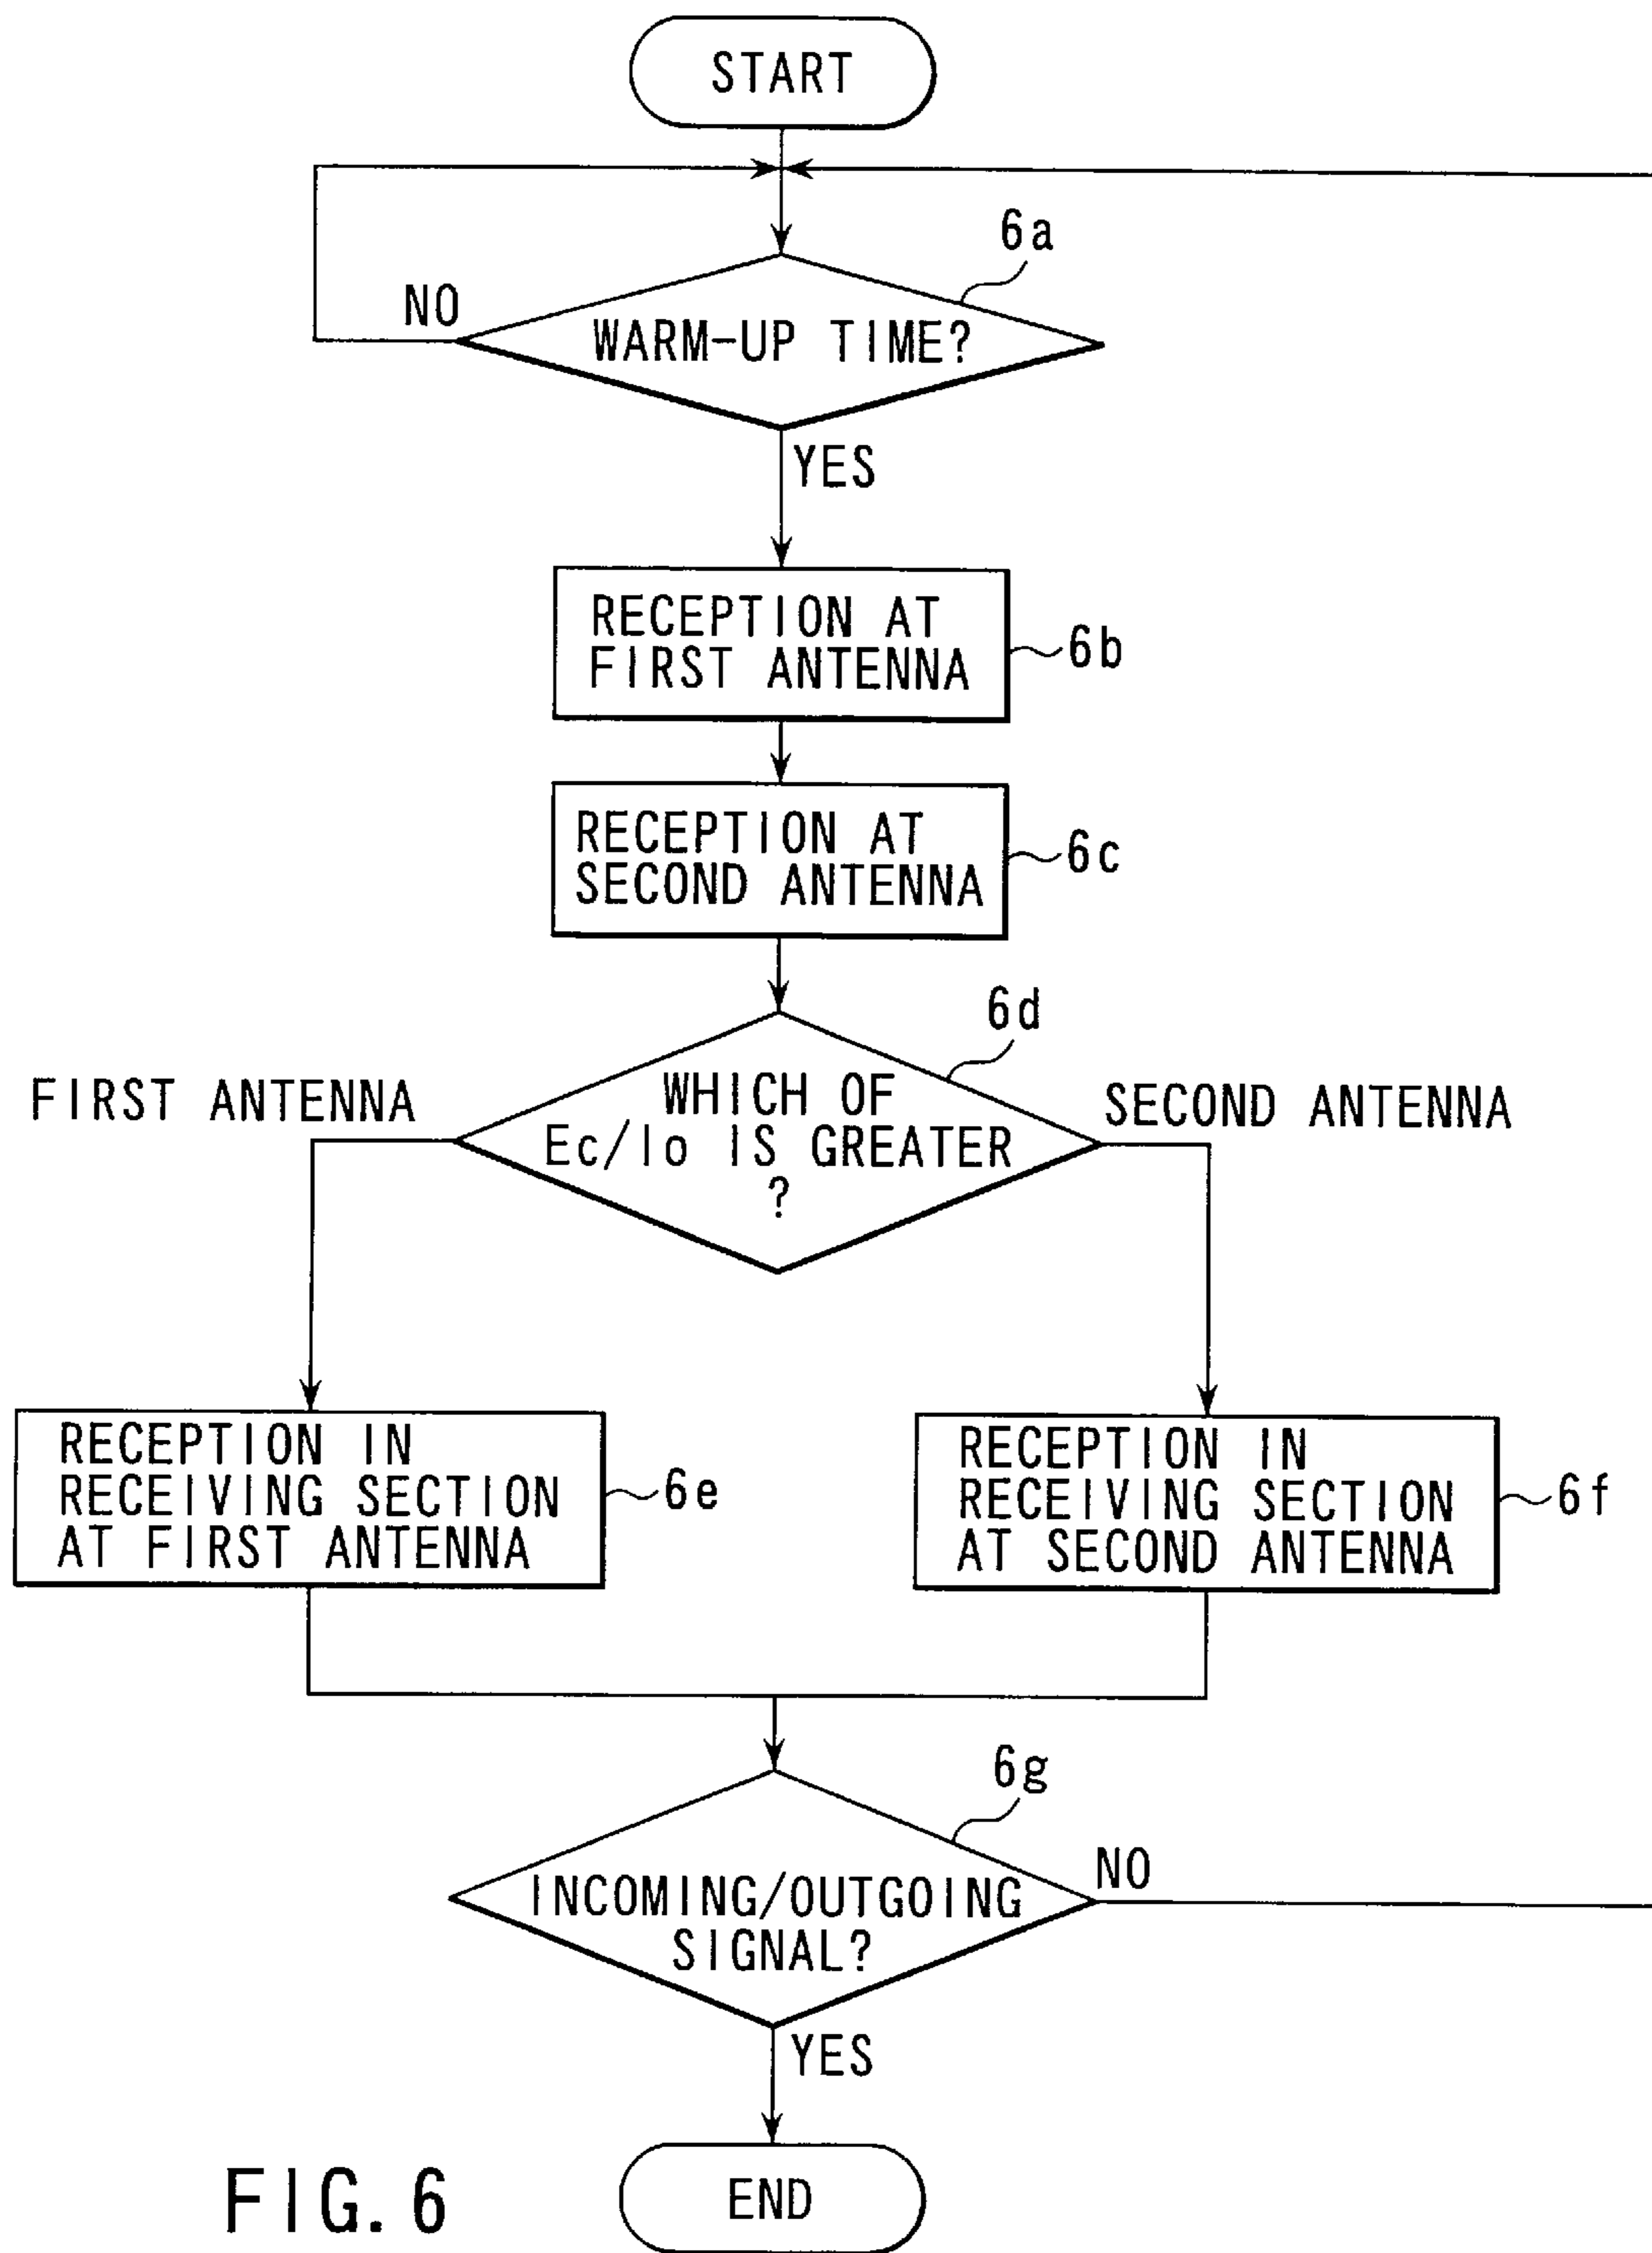 START
6a
NO
WARM-UP TIME?
YES
RECEPTION AT
FIRST ANTENNA
6b
RECEPTION AT
SECOND ANTENNA
6c
6d
FIRST ANTENNA
WHICH OF
Ec/Io IS GREATER
?
SECOND ANTENNA
RECEPTION IN
RECEIVING SECTION
AT FIRST ANTENNA
6e
RECEPTION IN
RECEIVING SECTION
AT SECOND ANTENNA
6f
6g
NO
INCOMING/OUTGOING
SIGNAL?
YES
END
FIG. 6